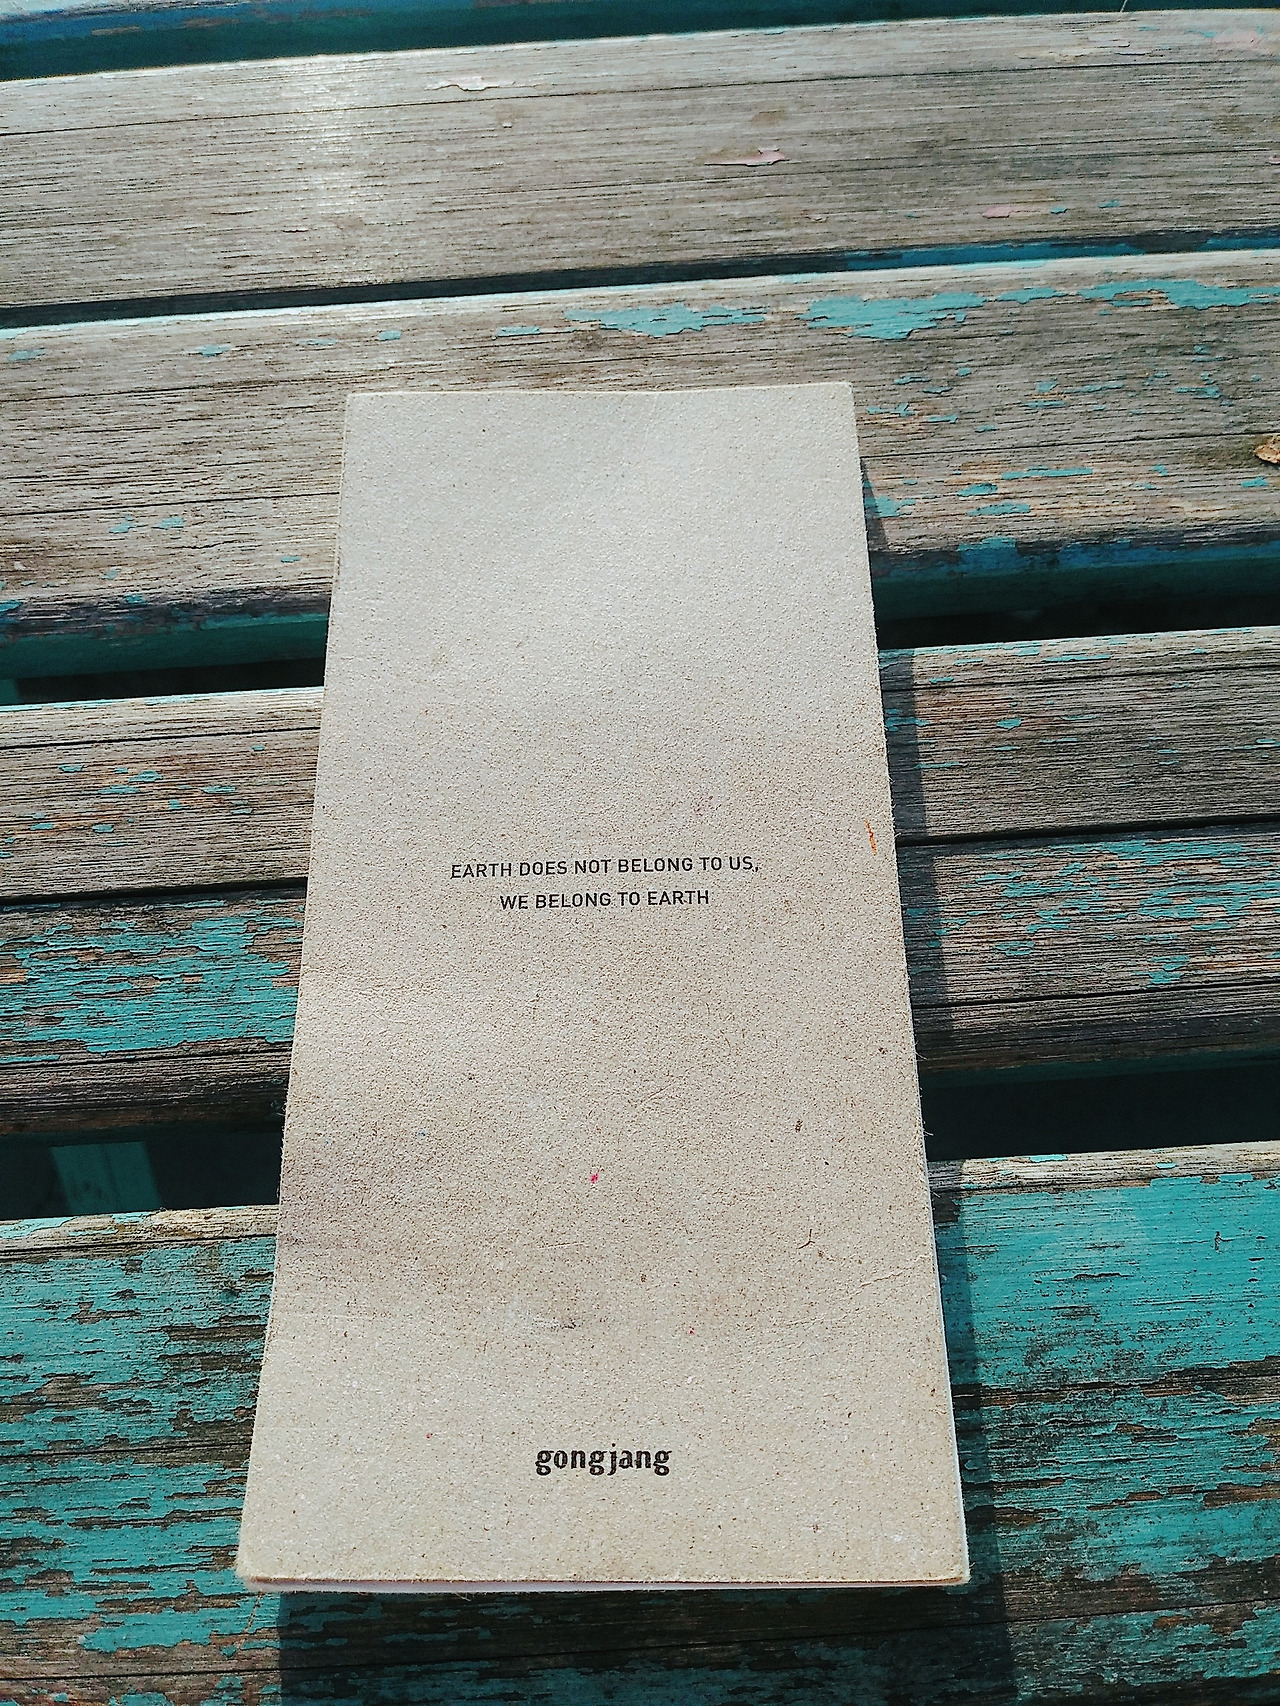 EARTH DOES NOT BELONG TO US,
WE BELONG TO EARTH
gongjang